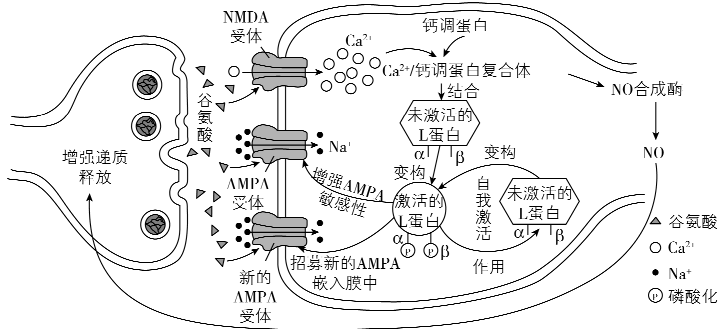 NMDA
受体
Ca²⁺
钙调蛋白
Ca²⁺/钙调蛋白复合体
结合
NO合成酶
NO
谷氨酸
未激活的
L蛋白
α
β
Na⁺
AMPA
受体
增强AMPA
敏感性
变构
激活的
L蛋白
α
β
P
P
变构
自我激活
作用
未激活的
L蛋白
α
β
增强递质
释放
招募新的AMPA
嵌入膜中
新的
AMPA
受体
谷氨酸
Ca²⁺
Na⁺
P
磷酸化